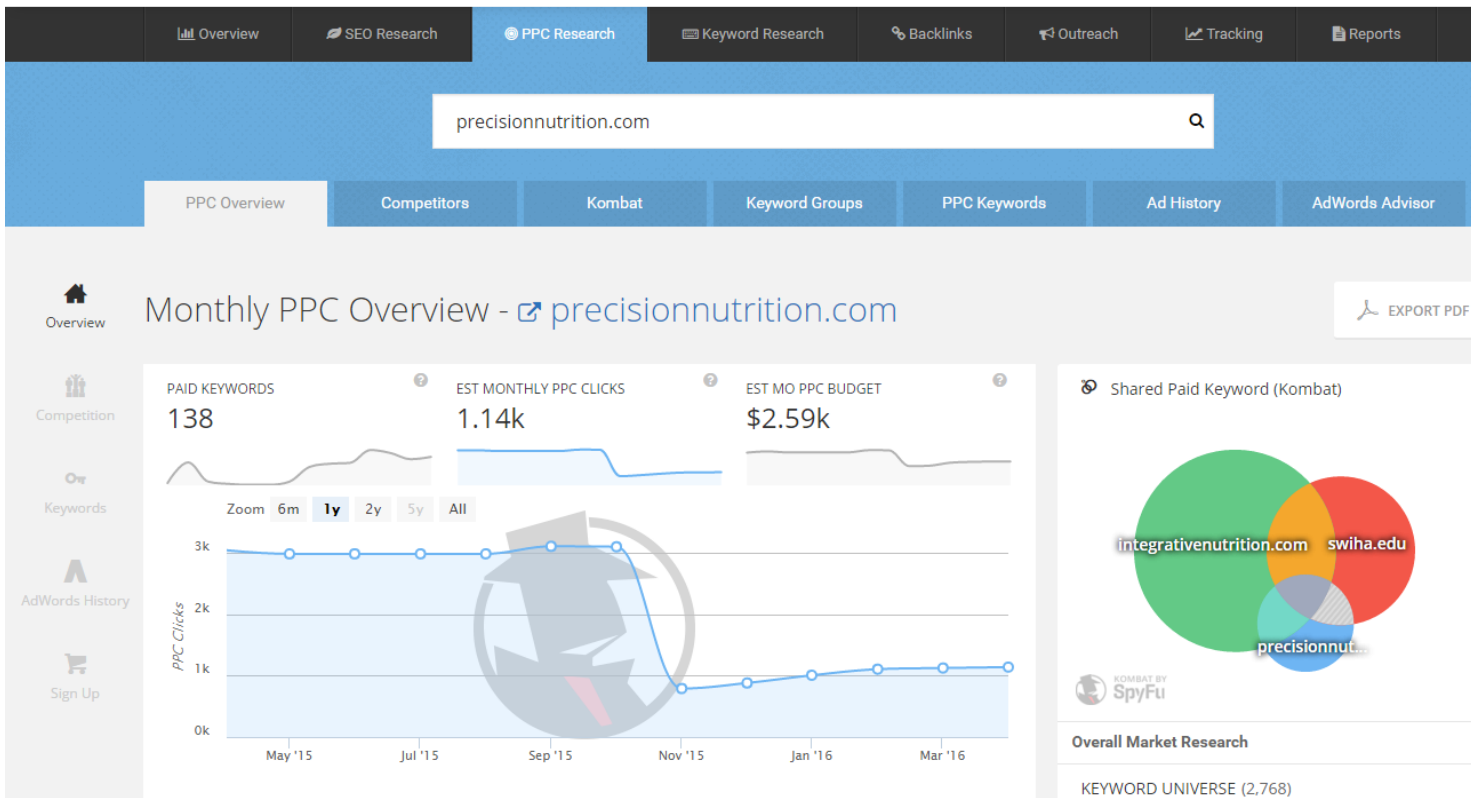 Overview SEO Research PPC Research Keyword Research Backlinks Outreach Tracking Reports
precisionnutrition.com
PPC Overview Competitors Kombat Keyword Groups PPC Keywords Ad History AdWords Advisor
Overview
Competition
Keywords
AdWords History
Sign Up
Monthly PPC Overview - precisionnutrition.com
EXPORT PDF
PAID KEYWORDS ?
138
EST MONTHLY PPC CLICKS ?
1.14k
EST MO PPC BUDGET ?
$2.59k
Zoom 6m 1y 2y 5y All
PPC Clicks
3k
2k
1k
0k
May '15 Jul '15 Sep '15 Nov '15 Jan '16 Mar '16
Shared Paid Keyword (Kombat)
integrativenutrition.com swiha.edu
precisionnut...
KOMBAT BY
SpyFu
Overall Market Research
KEYWORD UNIVERSE (2,768)